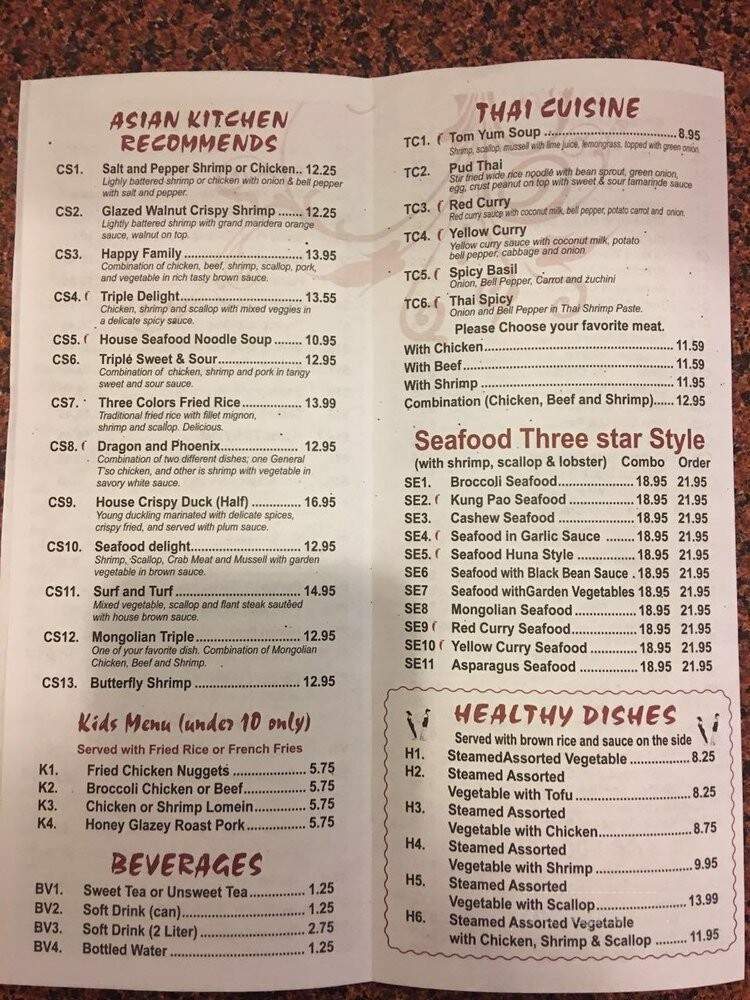 ASIAN KITCHEN
RECOMMENDS
CS1. Salt and Pepper Shrimp or Chicken.. 12.25
Lighly battered shrimp or chicken with onion & bell pepper
with salt and pepper.
CS2. Glazed Walnut Crispy Shrimp ....... 12.25
Lightly battered shrimp with grand maridera orange
sauce, walnut on top.
CS3. Happy Family ........................... 13.95
Combination of chicken, beef, shrimp, scallop, pork,
and vegetable in rich tasty brown sauce.
CS4. Triple Delight............................. 13.55
Chicken, shrimp and scallop with mixed veggies in
a delicate spicy sauce.
CS5. House Seafood Noodle Soup ........ 10.95
CS6. Triple Sweet & Sour................... 12.95
Combination of chicken, shrimp and pork in tangy
sweet and sour sauce.
CS7. Three Colors Fried Rice............... 13.99
Traditional fried rice with fillet mignon,
shrimp and scallop. Delicious.
CS8. Dragon and Phoenix.................... 12.95
Combination of two different dishes; one General
T'so chicken, and other is shrimp with vegetable in
savory white sauce.
CS9. House Crispy Duck (Half) ............. 16.95
Young duckling marinated with delicate spices,
crispy fried, and served with plum sauce.
CS10. Seafood delight............................ 12.95
Shrimp, Scallop, Crab Meat and Mussell with garden
vegetable in brown sauce.
CS11. Surf and Turf ............................... 14.95
Mixed vegetable, scallop and flant steak sautéed
with house brown sauce.
CS12. Mongolian Triple.......................... 12.95
One of your favorite dish. Combination of Mongolian
Chicken, Beef and Shrimp.
CS13. Butterfly Shrimp ........................... 12.95
Kids Menu (under 10 only)
Served with Fried Rice or French Fries
K1. Fried Chicken Nuggets .................. 5.75
K2. Broccoli Chicken or Beef............... 5.75
K3. Chicken or Shrimp Lomein............. 5.75
K4. Honey Glazey Roast Pork.............. 5.75
BEVERAGES
BV1. Sweet Tea or Unsweet Tea............. 1.25
BV2. Soft Drink (can)............................ 1.25
BV3. Soft Drink (2 Liter) ....................... 2.75
BV4. Bottled Water .............................. 1.25
THAI CUISINE
TC1. Tom Yum Soup ..................................8.95
Shrimp, scallop, mussell with lime juice, lemongrass, topped with green onion.
TC2. Pud Thai
Stir fried wide rice noodle with bean sprout, green onion,
egg, crust peanut on top with sweet & sour tamarinde sauce
TC3. Red Curry
Red curry sauce with coconut milk, bell pepper, potato carrot and onion.
TC4. Yellow Curry
Yellow curry sauce with coconut milk, potato
bell pepper, cabbage and onion.
TC5. Spicy Basil
Onion, Bell Pepper, Carrot and zuchini
TC6. Thai Spicy
Onion and Bell Pepper in Thai Shrimp Paste.
Please Choose your favorite meat.
With Chicken................................................11.59
With Beef.....................................................11.59
With Shrimp .................................................11.95
Combination (Chicken, Beef and Shrimp)...... 12.95
Seafood Three star Style
(with shrimp, scallop & lobster) Combo Order
SE1. Broccoli Seafood...................18.95 21.95
SE2. Kung Pao Seafood ................18.95 21.95
SE3. Cashew Seafood ...................18.95 21.95
SE4. Seafood in Garlic Sauce ........18.95 21.95
SE5. Seafood Huna Style ..............18.95 21.95
SE6 Seafood with Black Bean Sauce .18.95 21.95
SE7 Seafood withGarden Vegetables 18.95 21.95
SE8 Mongolian Seafood ...............18.95 21.95
SE9 Red Curry Seafood................18.95 21.95
SE10 Yellow Curry Seafood ............18.95 21.95
SE11 Asparagus Seafood ...............18.95 21.95
HEALTHY DISHES
Served with brown rice and sauce on the side
H1. SteamedAssorted Vegetable ...............8.25
H2. Steamed Assorted
Vegetable with Tofu .............................8.25
H3. Steamed Assorted
Vegetable with Chicken.......................8.75
H4. Steamed Assorted
Vegetable with Shrimp ........................9.95
H5. Steamed Assorted
Vegetable with Scallop.......................13.99
H6. Steamed Assorted Vegetable
with Chicken, Shrimp & Scallop .........11.95